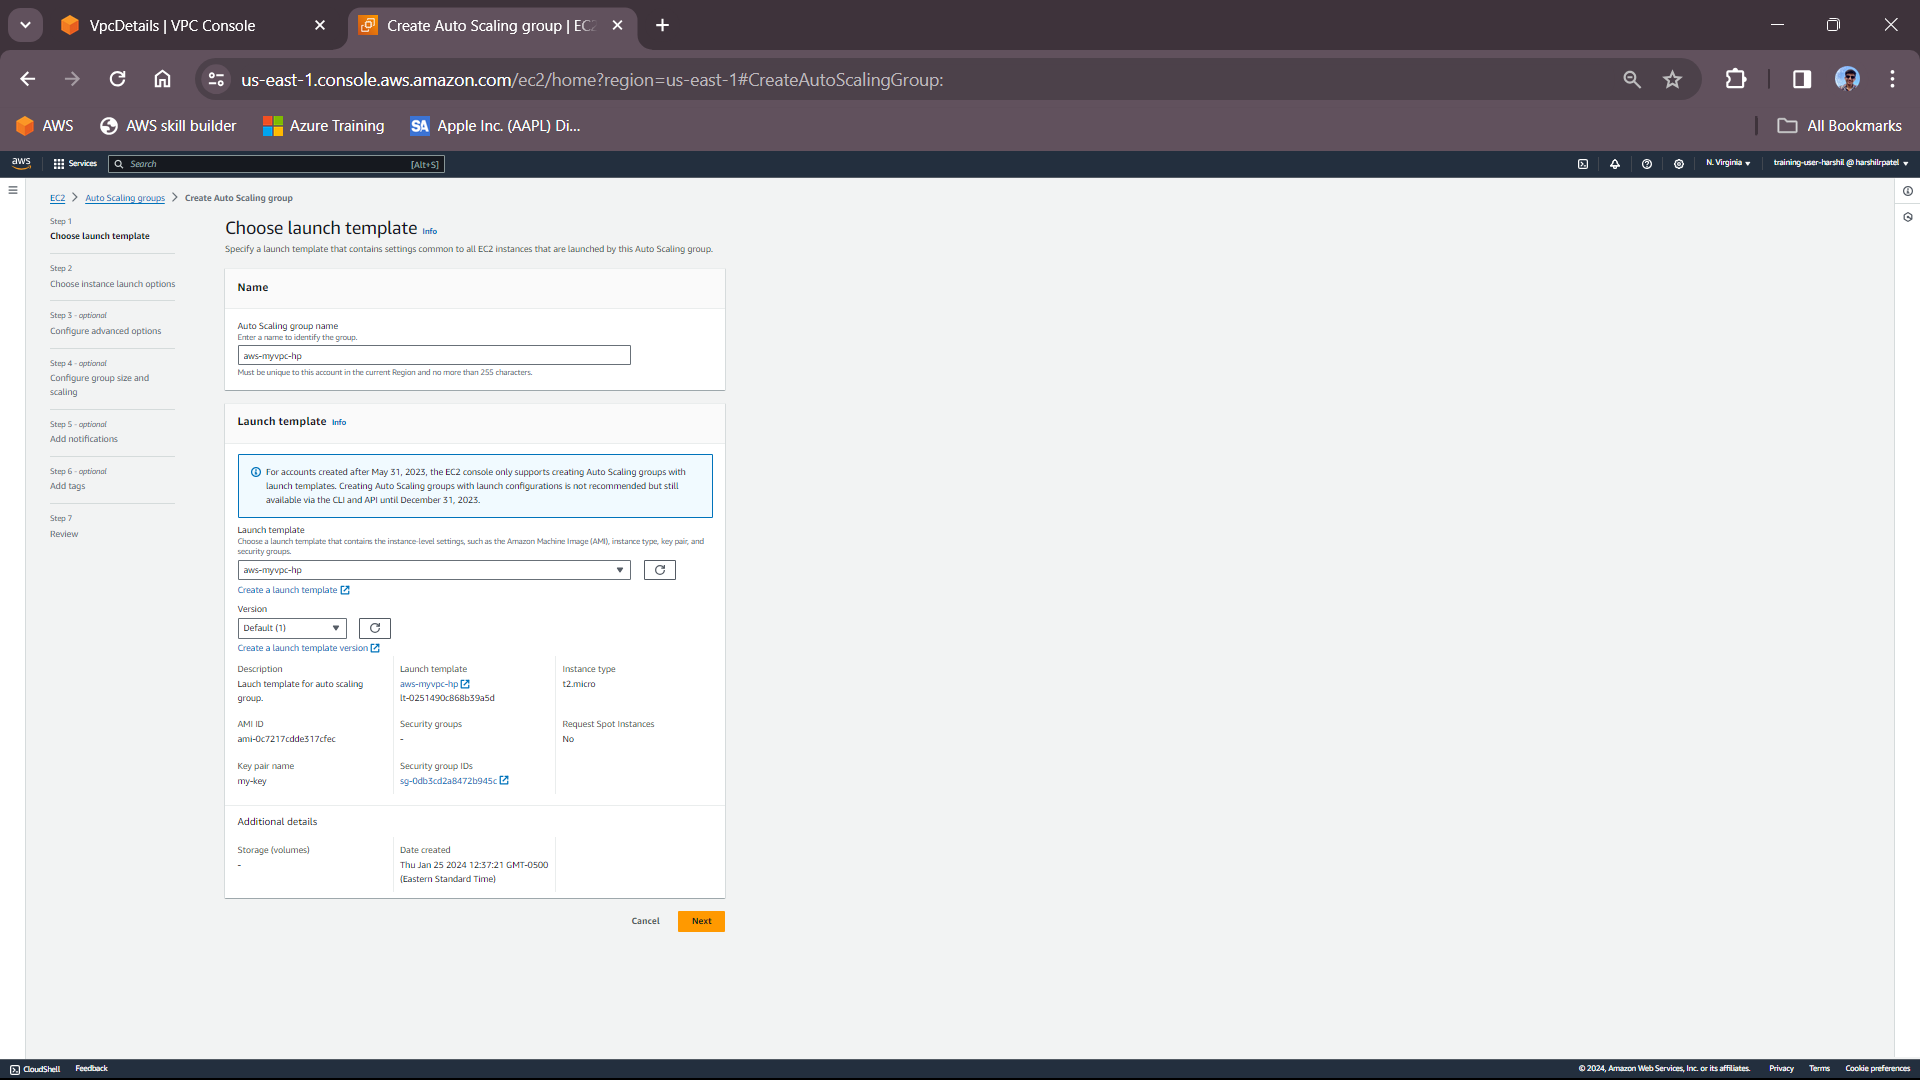 VpcDetails | VPC Console
Create Auto Scaling group | EC2
us-east-1.console.aws.amazon.com/ec2/home?region=us-east-1#CreateAutoScalingGroup:
AWS
AWS skill builder
Azure Training
SA
Apple Inc. (AAPL) Di...
All Bookmarks
aws
Services
Search
[Alt+S]
N. Virginia
training-user-harshil @ harshilrpatel
EC2
Auto Scaling groups
Create Auto Scaling group
Step 1
Choose launch template
Step 2
Choose instance launch options
Step 3 - optional
Configure advanced options
Step 4 - optional
Configure group size and
scaling
Step 5 - optional
Add notifications
Step 6 - optional
Add tags
Step 7
Review
Choose launch template Info
Specify a launch template that contains settings common to all EC2 instances that are launched by this Auto Scaling group.
Name
Auto Scaling group name
Enter a name to identify the group.
aws-myvpc-hp
Must be unique to this account in the current Region and no more than 255 characters.
Launch template Info
For accounts created after May 31, 2023, the EC2 console only supports creating Auto Scaling groups with
launch templates. Creating Auto Scaling groups with launch configurations is not recommended but still
available via the CLI and API until December 31, 2023.
Launch template
Choose a launch template that contains the instance-level settings, such as the Amazon Machine Image (AMI), instance type, key pair, and
security groups.
aws-myvpc-hp
Create a launch template
Version
Default (1)
Create a launch template version
Description
Lauch template for auto scaling
group.
Launch template
aws-myvpc-hp
lt-0251490c868b39a5d
Instance type
t2.micro
AMI ID
ami-0c7217cdde317cfec
Security groups
-
Request Spot Instances
No
Key pair name
my-key
Security group IDs
sg-0db3cd2a8472b945c
Additional details
Storage (volumes)
-
Date created
Thu Jan 25 2024 12:37:21 GMT-0500
(Eastern Standard Time)
Cancel
Next
CloudShell
Feedback
© 2024, Amazon Web Services, Inc. or its affiliates.
Privacy
Terms
Cookie preferences